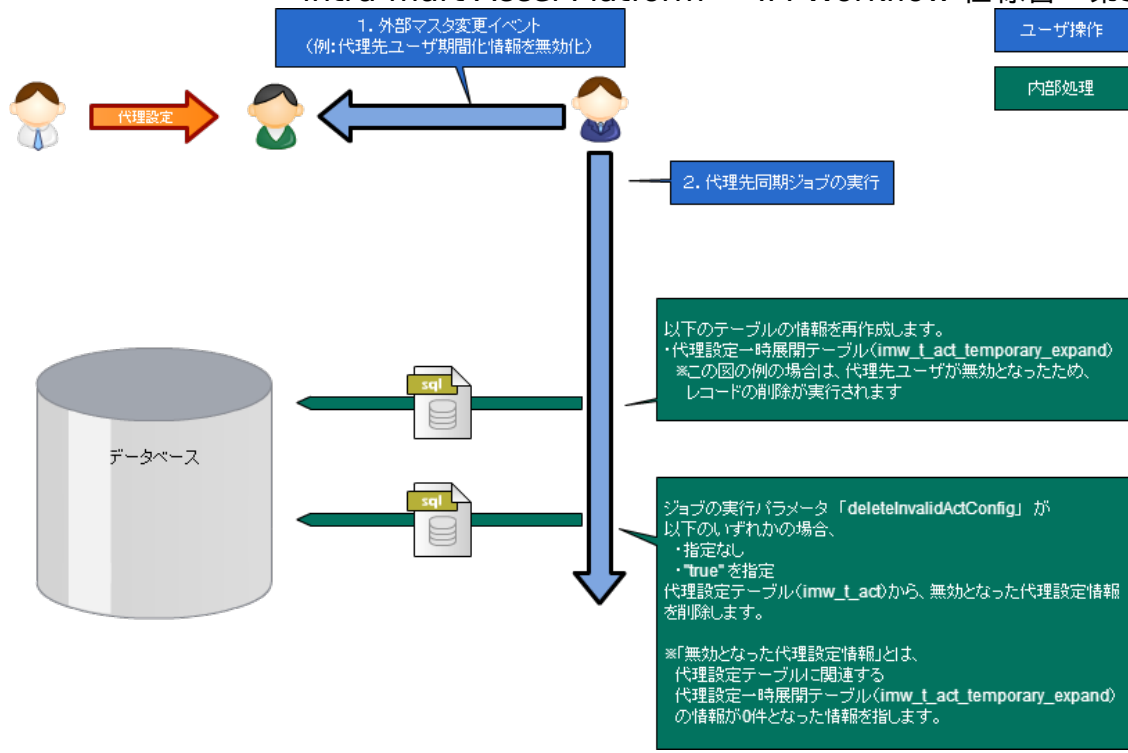 ユーザ操作
内部処理
1. 外部マスタ変更イベント
（例：代理先ユーザ期間化情報を無効化）
代理設定
2. 代理先同期ジョブの実行
以下のテーブルの情報を再作成します。
・代理設定一時展開テーブル（imw_t_act_temporary_expand）
※この図の例の場合は、代理先ユーザが無効となったため、
レコードの削除が実行されます
sql
データベース
sql
ジョブの実行パラメータ「deleteInvalidActConfig」が
以下のいずれかの場合、
・指定なし
・"true" を指定
代理設定テーブル（imw_t_act）から、無効となった代理設定情報
を削除します。
※「無効となった代理設定情報」とは、
代理設定テーブルに関連する
代理設定一時展開テーブル（imw_t_act_temporary_expand）
の情報が0件となった情報を指します。